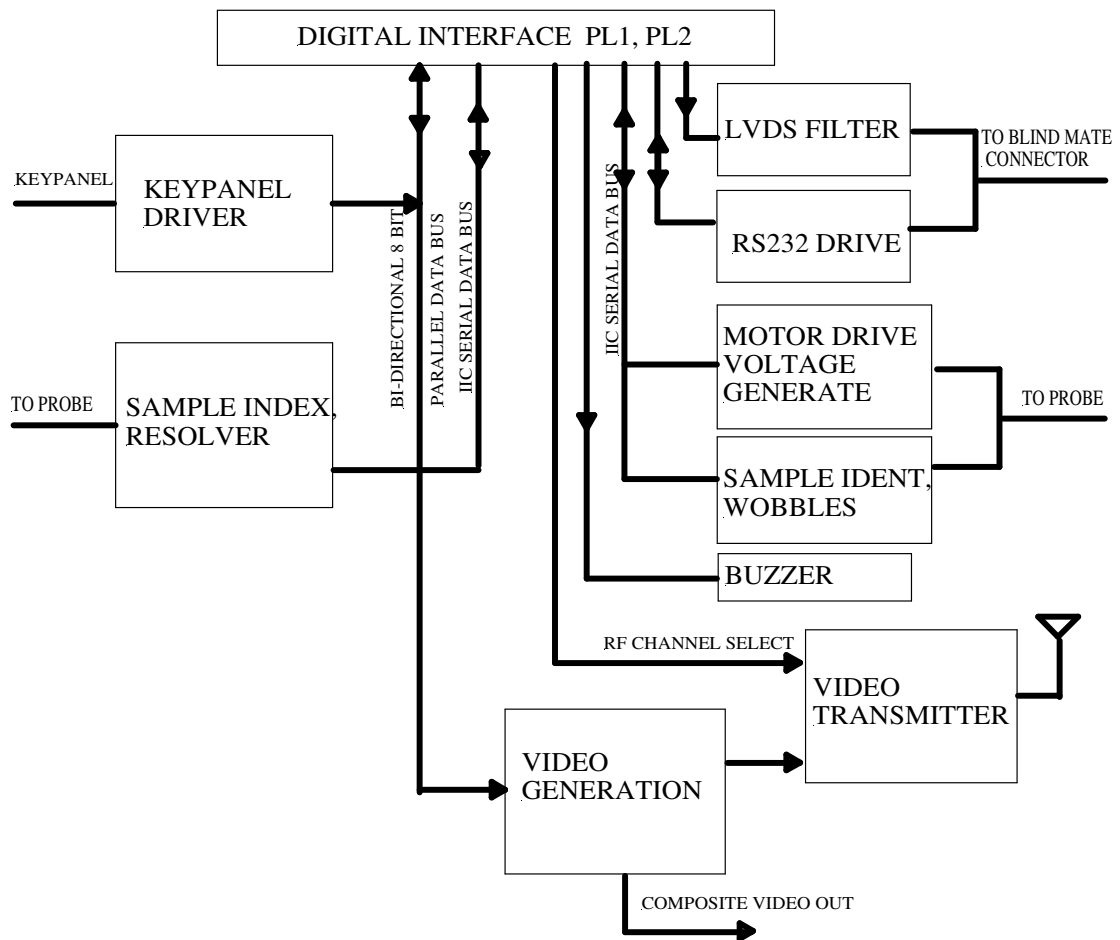 DIGITAL INTERFACE PL1, PL2
LVDS FILTER
TO BLIND MATE
CONNECTOR
KEYPANEL
KEYPANEL
DRIVER
RS232 DRIVE
BI-DIRECTIONAL 8 BIT
PARALLEL DATA BUS
IIC SERIAL DATA BUS
IIC SERIAL DATA BUS
MOTOR DRIVE
VOLTAGE
GENERATE
TO PROBE
SAMPLE INDEX,
RESOLVER
TO PROBE
SAMPLE IDENT,
WOBBLES
BUZZER
RF CHANNEL SELECT
VIDEO
TRANSMITTER
VIDEO
GENERATION
COMPOSITE VIDEO OUT